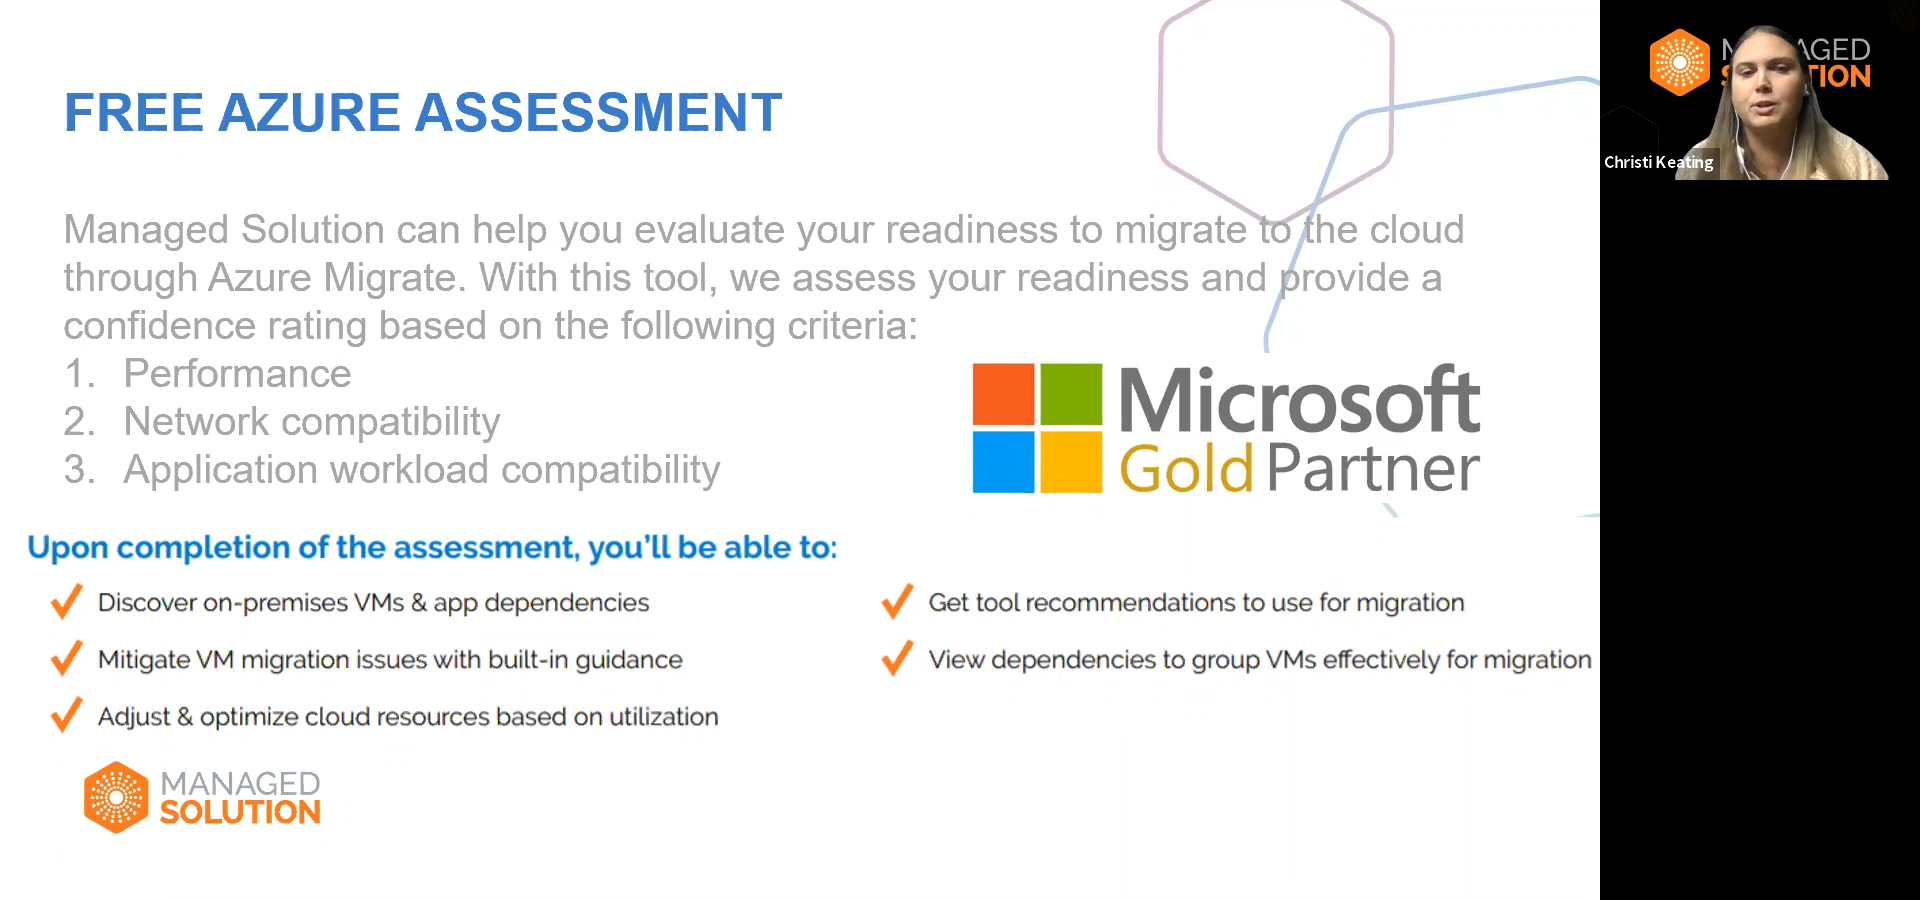 FREE AZURE ASSESSMENT
Managed Solution can help you evaluate your readiness to migrate to the cloud
through Azure Migrate. With this tool, we assess your readiness and provide a
confidence rating based on the following criteria:
1. Performance
2. Network compatibility
3. Application workload compatibility
Microsoft
Gold Partner
Upon completion of the assessment, you'll be able to:
Discover on-premises VMs & app dependencies
Mitigate VM migration issues with built-in guidance
Adjust & optimize cloud resources based on utilization
Get tool recommendations to use for migration
View dependencies to group VMs effectively for migration
MANAGED
SOLUTION
Christi Keating